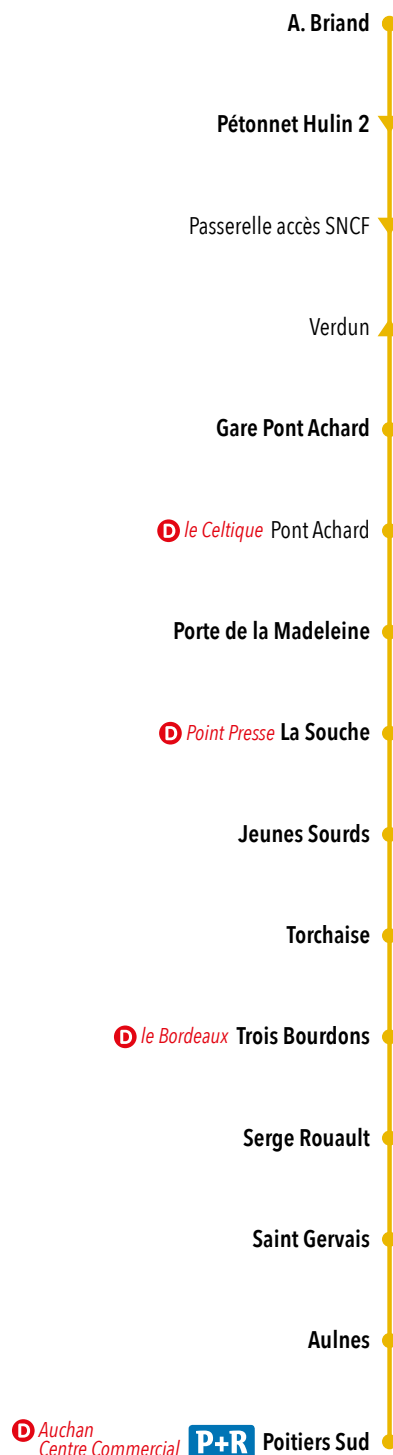 A. Briand
Pétonnet Hulin 2
Passerelle accès SNCF
Verdun
Gare Pont Achard
D le Celtique Pont Achard
Porte de la Madeleine
D Point Presse La Souche
Jeunes Sourds
Torchaise
D le Bordeaux Trois Bourdons
Serge Rouault
Saint Gervais
Aulnes
D Auchan
Centre Commercial P+R Poitiers Sud